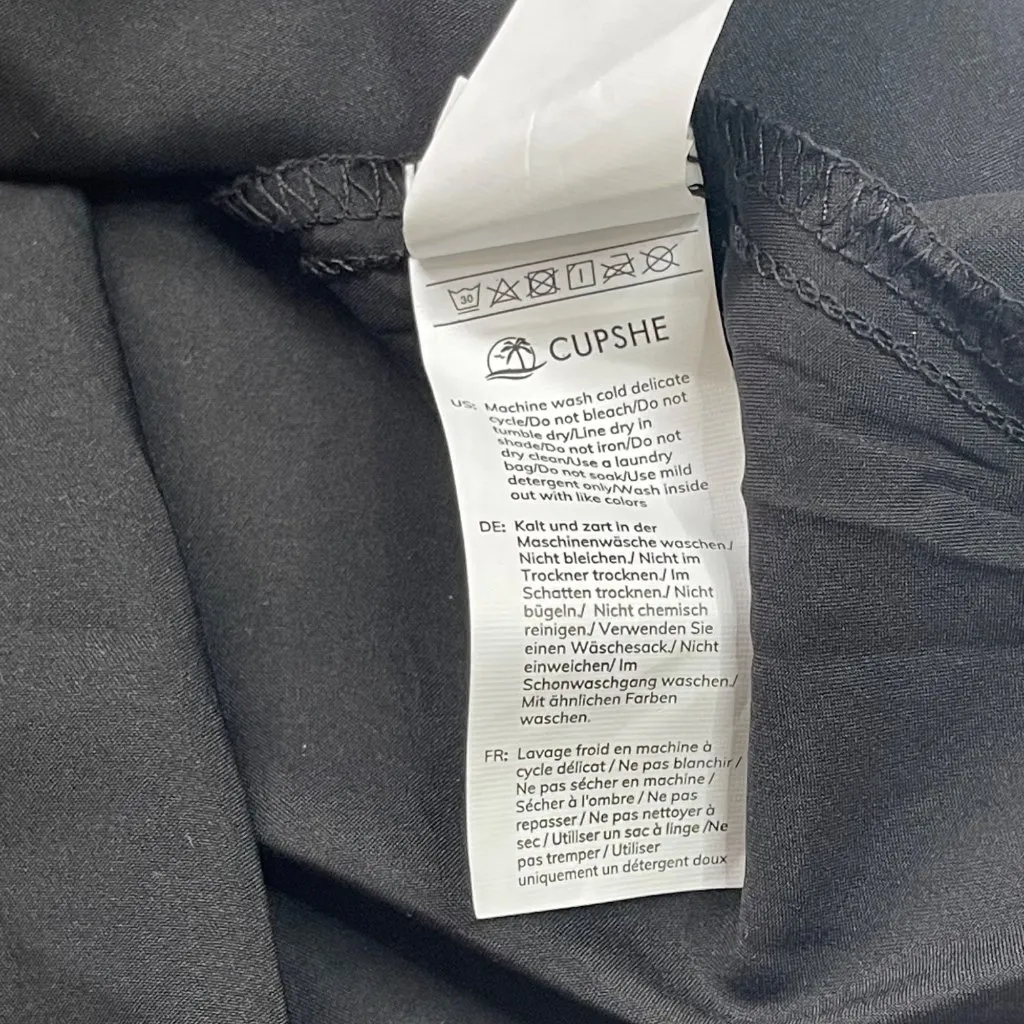 30
CUPSHE
US: Machine wash cold delicate
cycle/Do not bleach/Do not
tumble dry/Line dry in
shade/Do not iron/Do not
dry clean/Use a laundry
bag/Do not soak/Use mild
detergent only/Wash inside
out with like colors
DE: Kalt und zart in der
Maschinenwäsche waschen./
Nicht bleichen./ Nicht im
Trockner trocknen./ Im
Schatten trocknen./ Nicht
bügeln./ Nicht chemisch
reinigen./ Verwenden Sie
einen Wäschesack./ Nicht
einweichen/ Im
Schonwaschgang waschen./
Mit ähnlichen Farben
waschen.
FR: Lavage froid en machine à
cycle délicat / Ne pas blanchir /
Ne pas sécher en machine /
Sécher à l'ombre / Ne pas
repasser / Ne pas nettoyer à
sec / Utiliser un sac à linge /Ne
pas tremper / Utiliser
uniquement un détergent doux